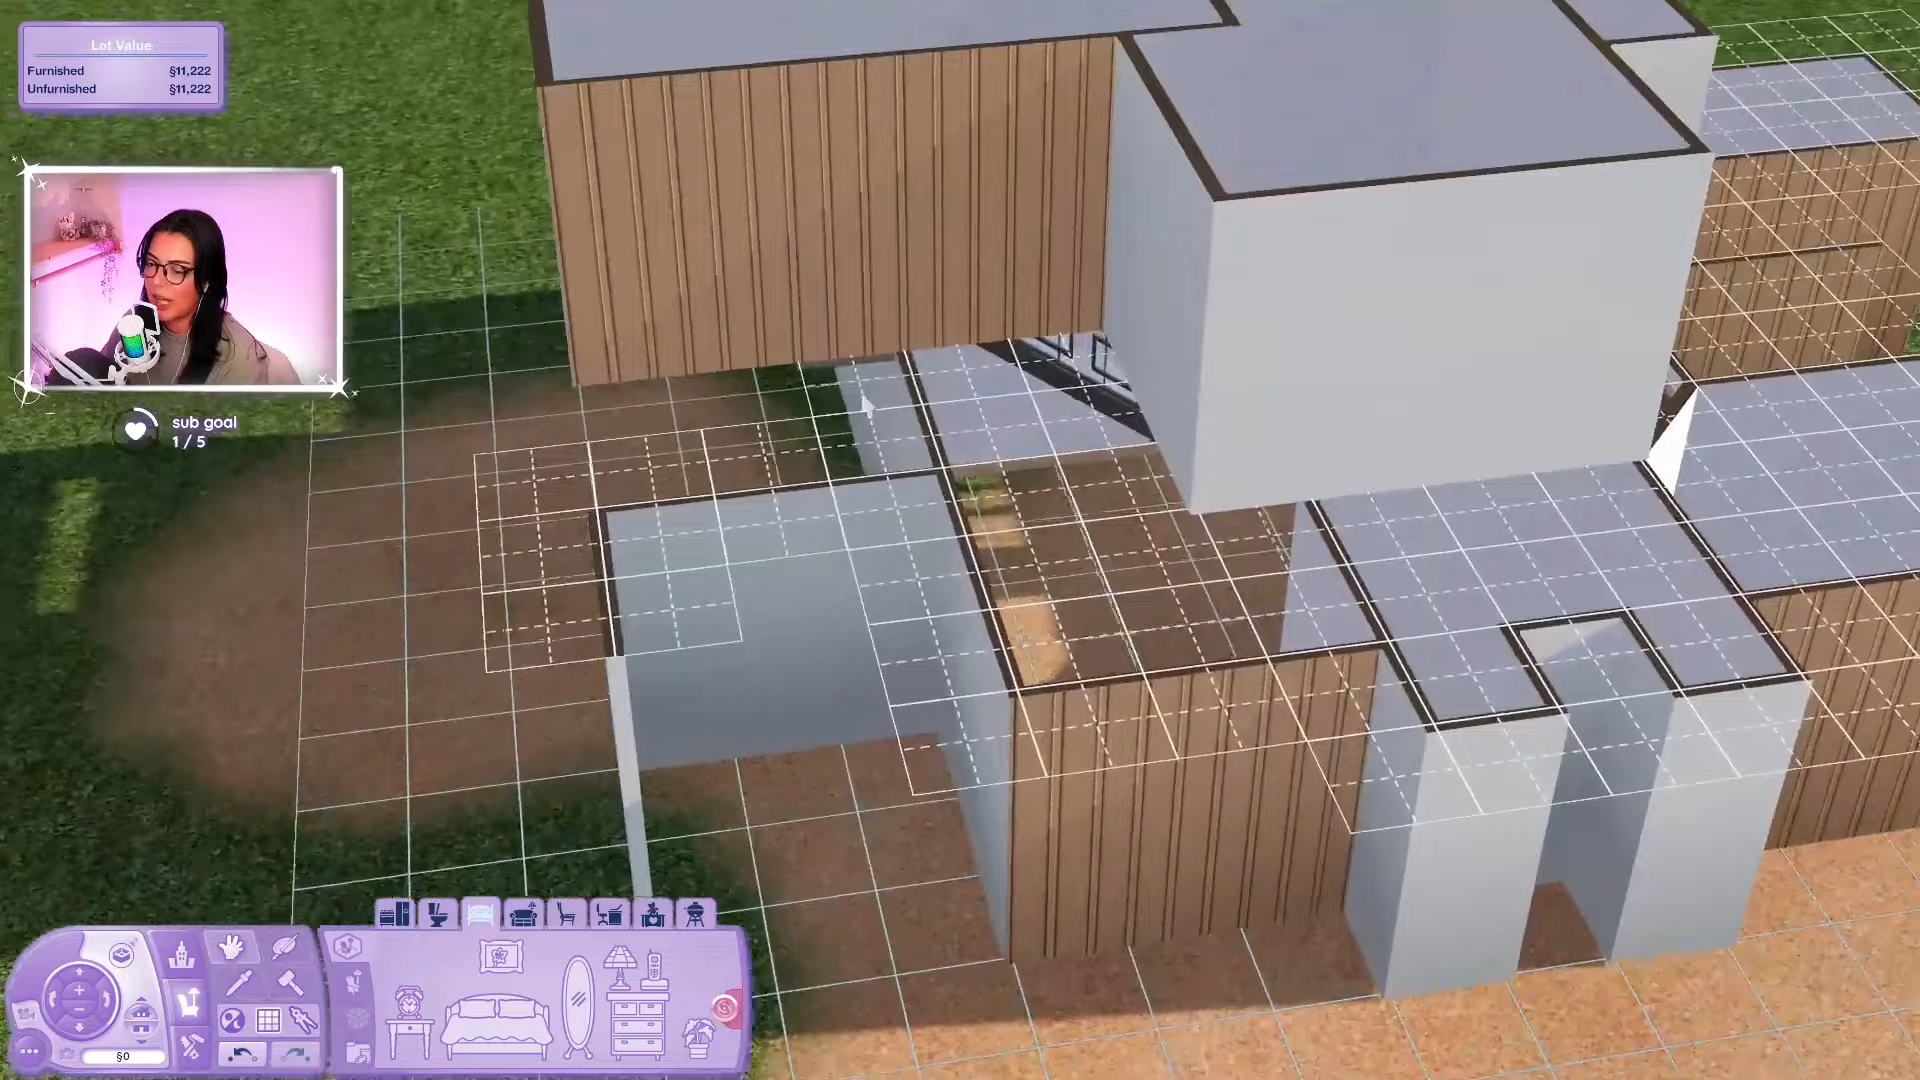 Lot Value
Furnished §11,222
Unfurnished §11,222
sub goal
1 / 5
§0